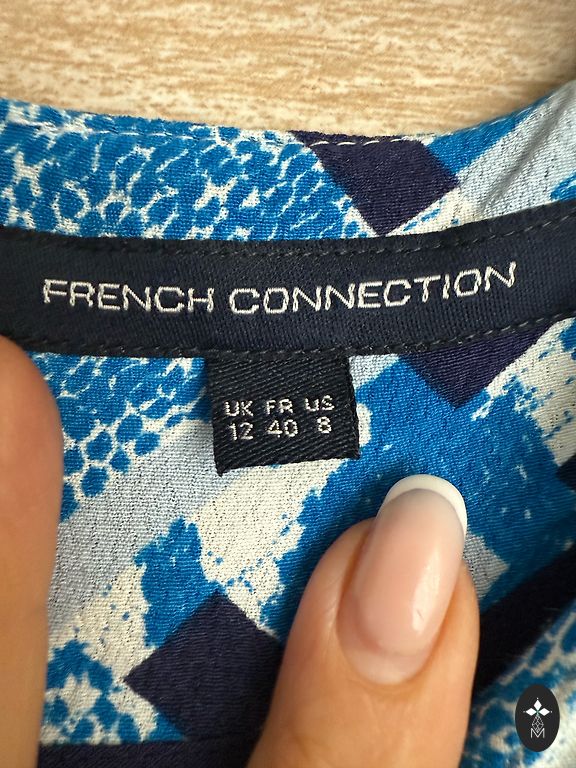 FRENCH CONNECTION
UK FR US
12 40 8
M